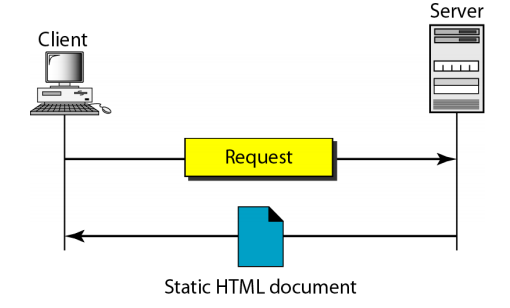 Server
Client
Request
Static HTML document